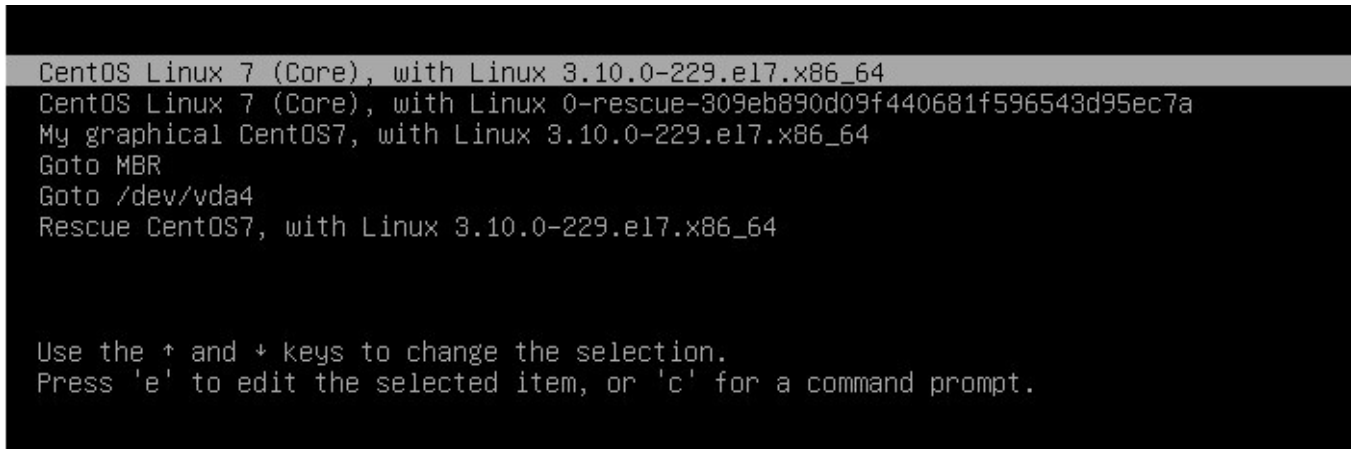 CentOS Linux 7 (Core), with Linux 3.10.0-229.el7.x86_64
CentOS Linux 7 (Core), with Linux 0-rescue-309eb890d09f440681f596543d95ec7a
My graphical CentOS7, with Linux 3.10.0-229.el7.x86_64
Goto MBR
Goto /dev/vda4
Rescue CentOS7, with Linux 3.10.0-229.el7.x86_64
Use the ↑ and ↓ keys to change the selection.
Press 'e' to edit the selected item, or 'c' for a command prompt.